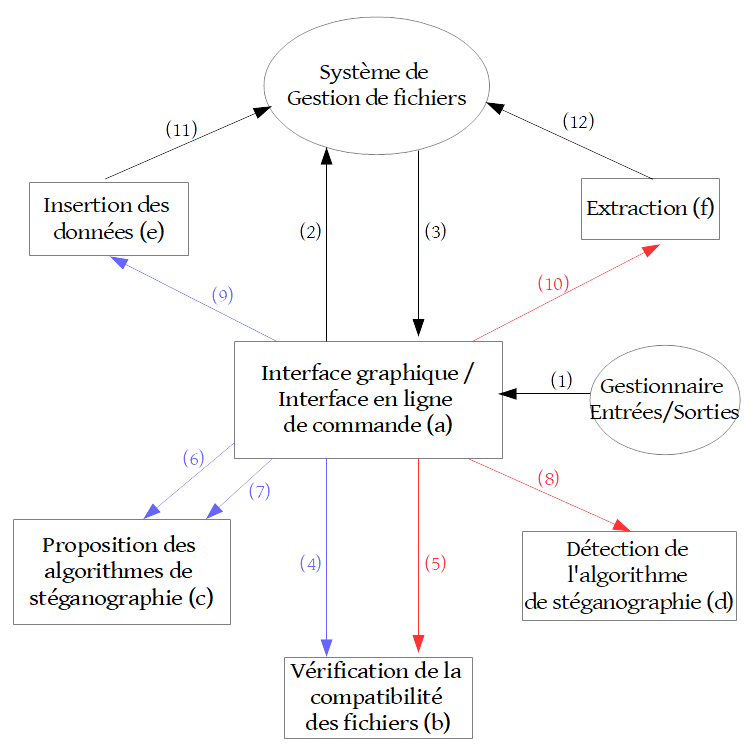 Système de
Gestion de fichiers
(11)
(12)
Insertion des
données (e)
Extraction (f)
(2)
(3)
(9)
(10)
Interface graphique /
Interface en ligne
de commande (a)
(1)
Gestionnaire
Entrées/Sorties
(6)
(7)
(8)
Proposition des
algorithmes de
stéganographie (c)
(4)
(5)
Détection de
l'algorithme
de stéganographie (d)
Vérification de la
compatibilité
des fichiers (b)